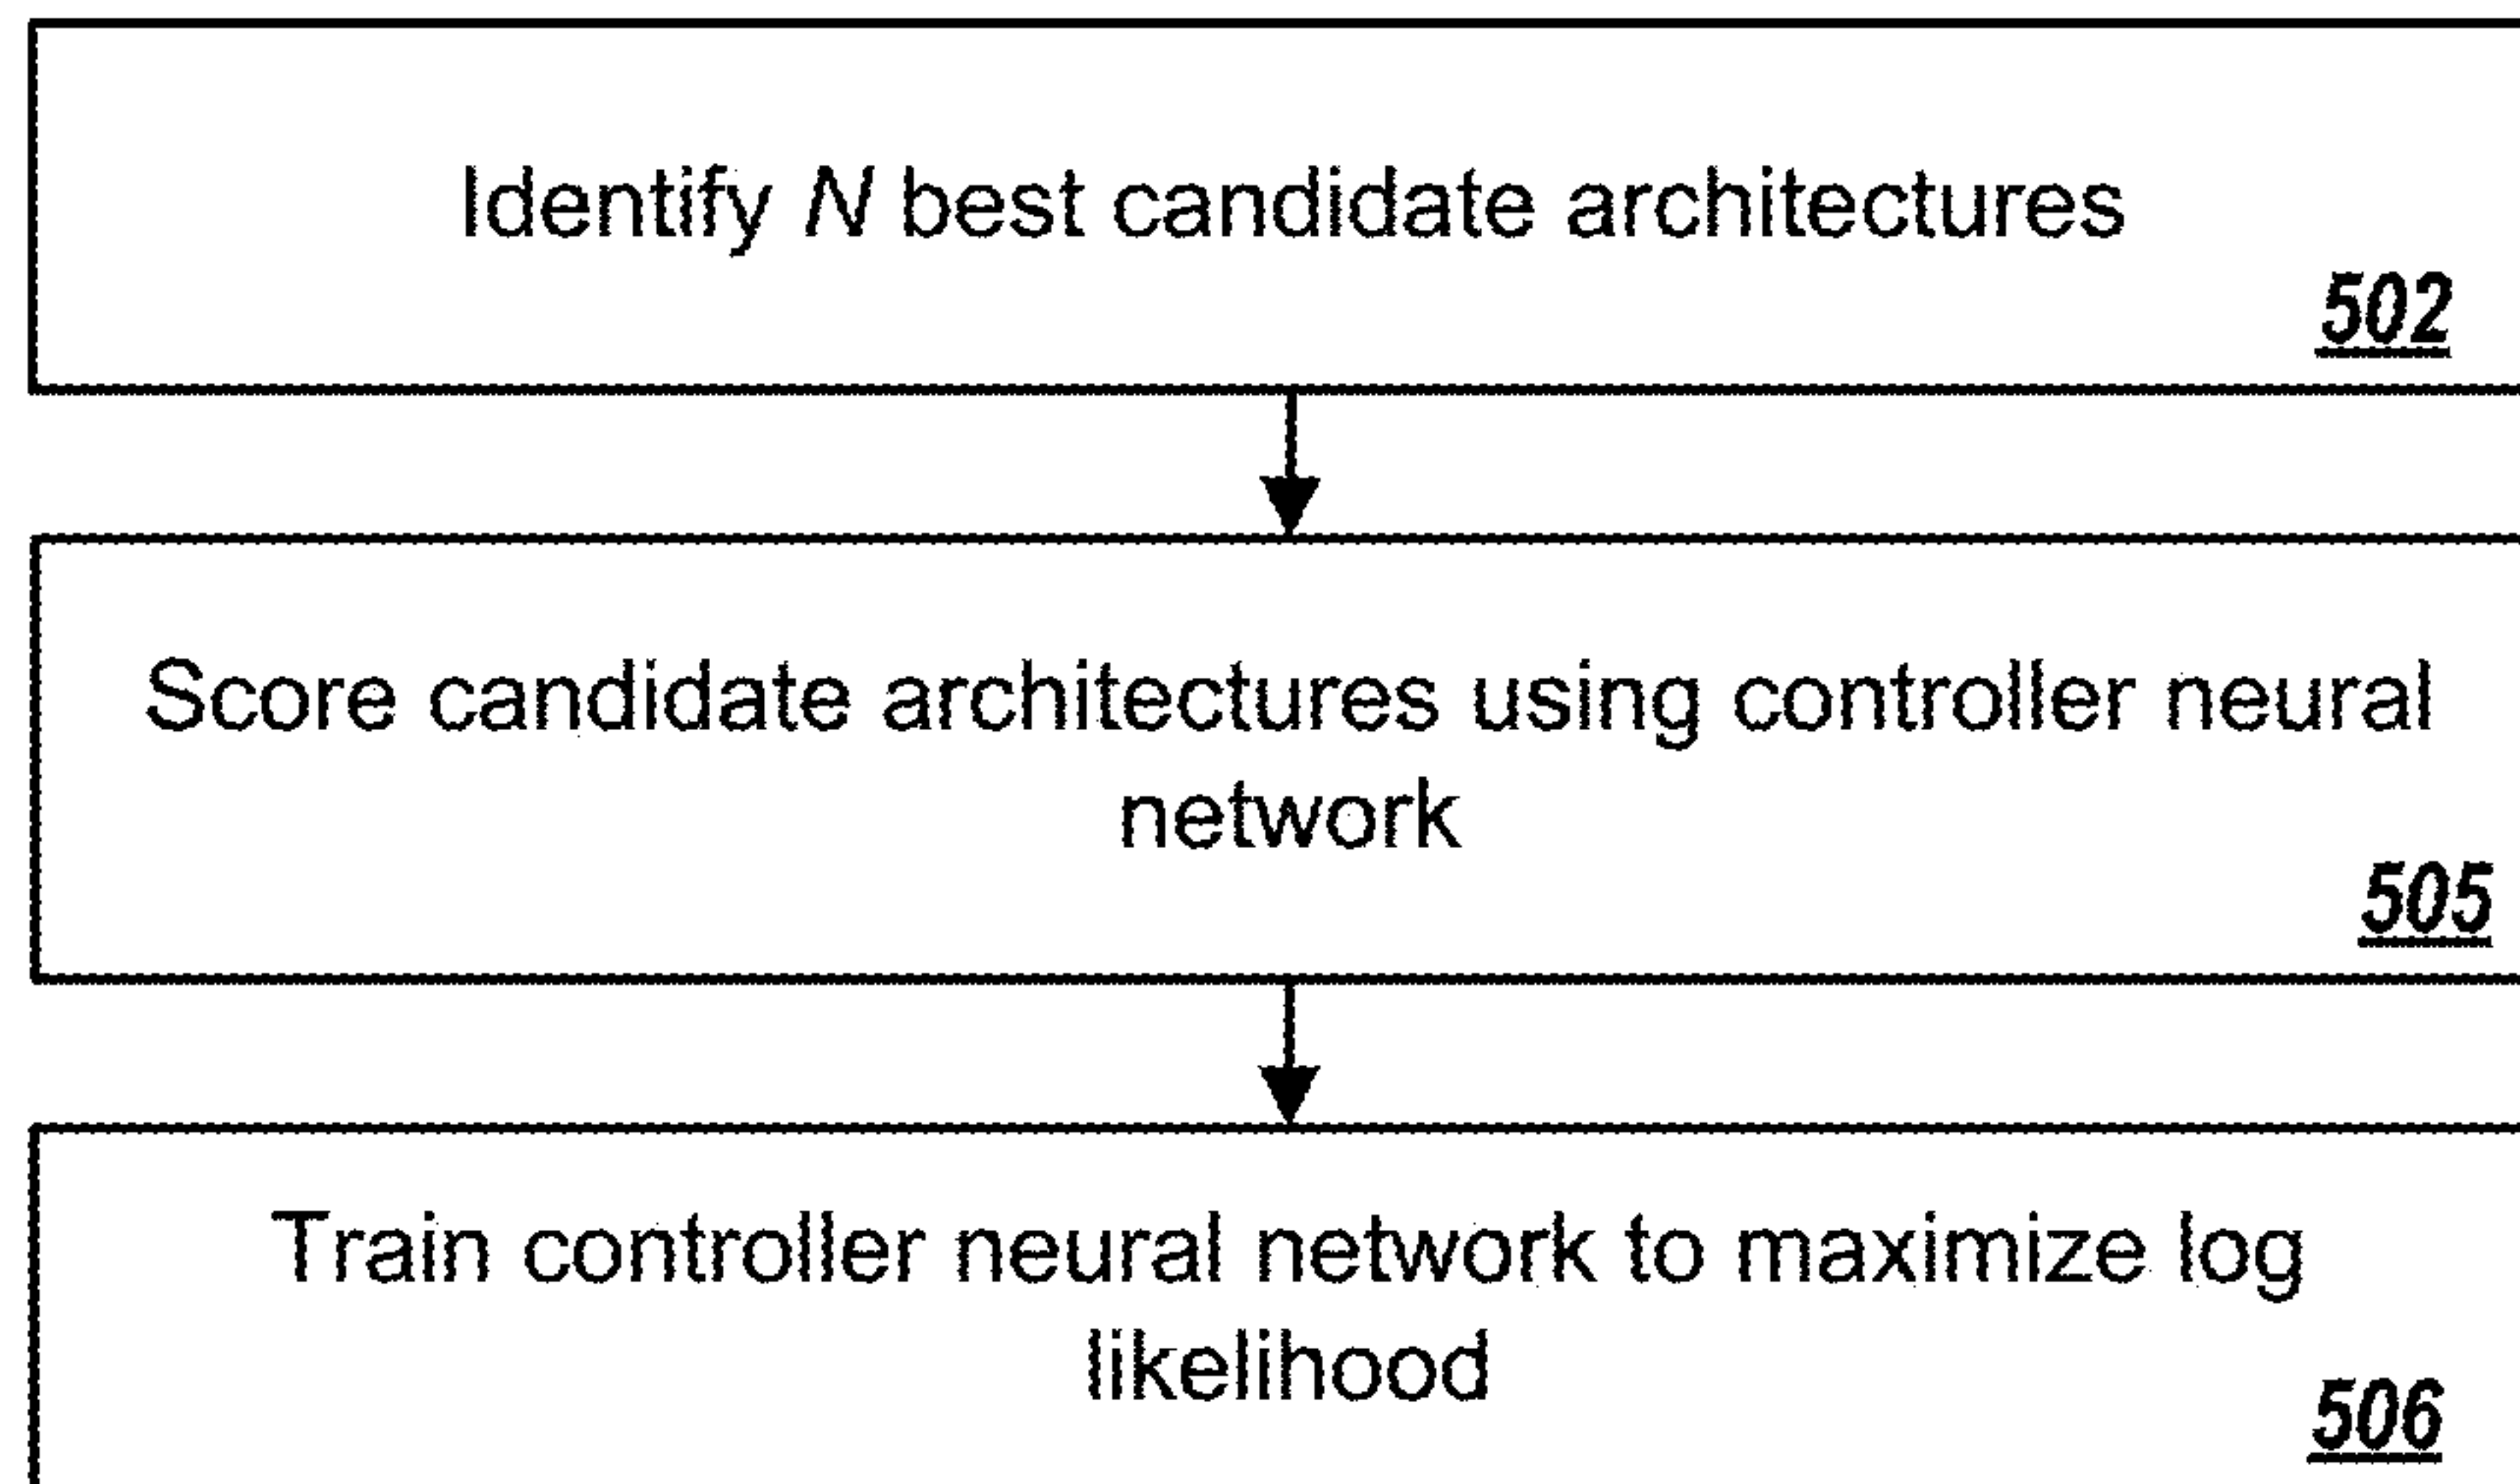 Identify N best candidate architectures
502
Score candidate architectures using controller neural
network
505
Train controller neural network to maximize log
likelihood
506